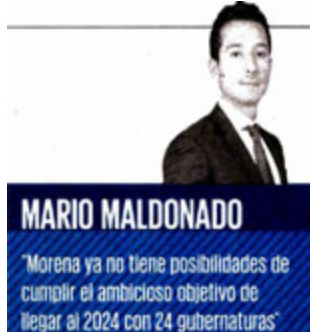 MARIO MALDONADO
"Morena ya no tiene posibilidades de
cumplir el ambicioso objetivo de
llegar al 2024 con 24 gubernaturas"